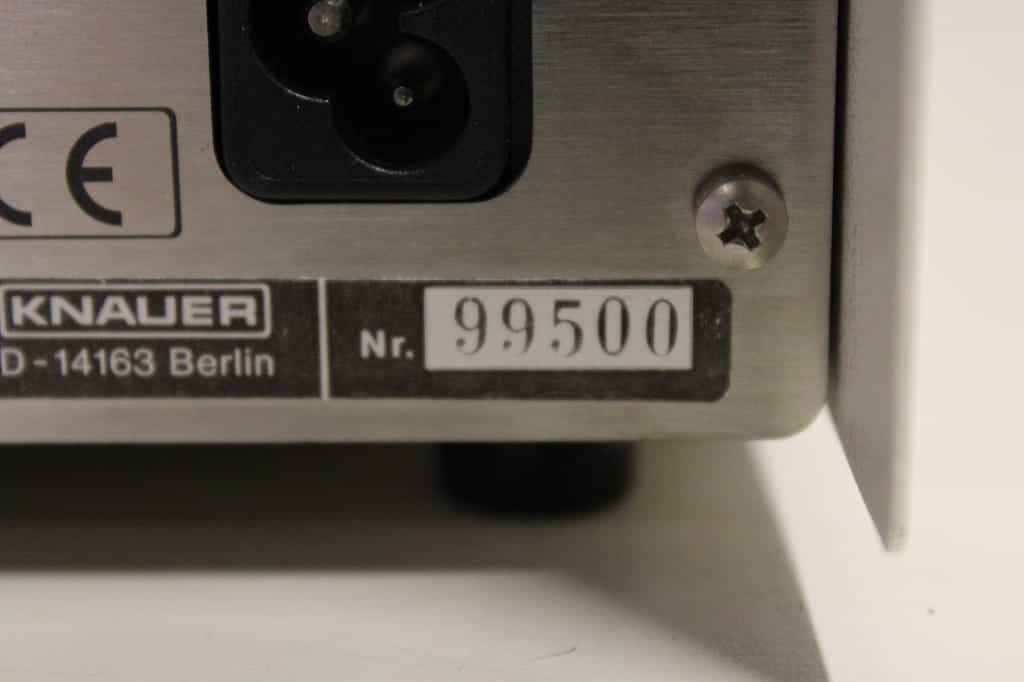 CE
KNAUER
D-14163 Berlin
Nr. 99500